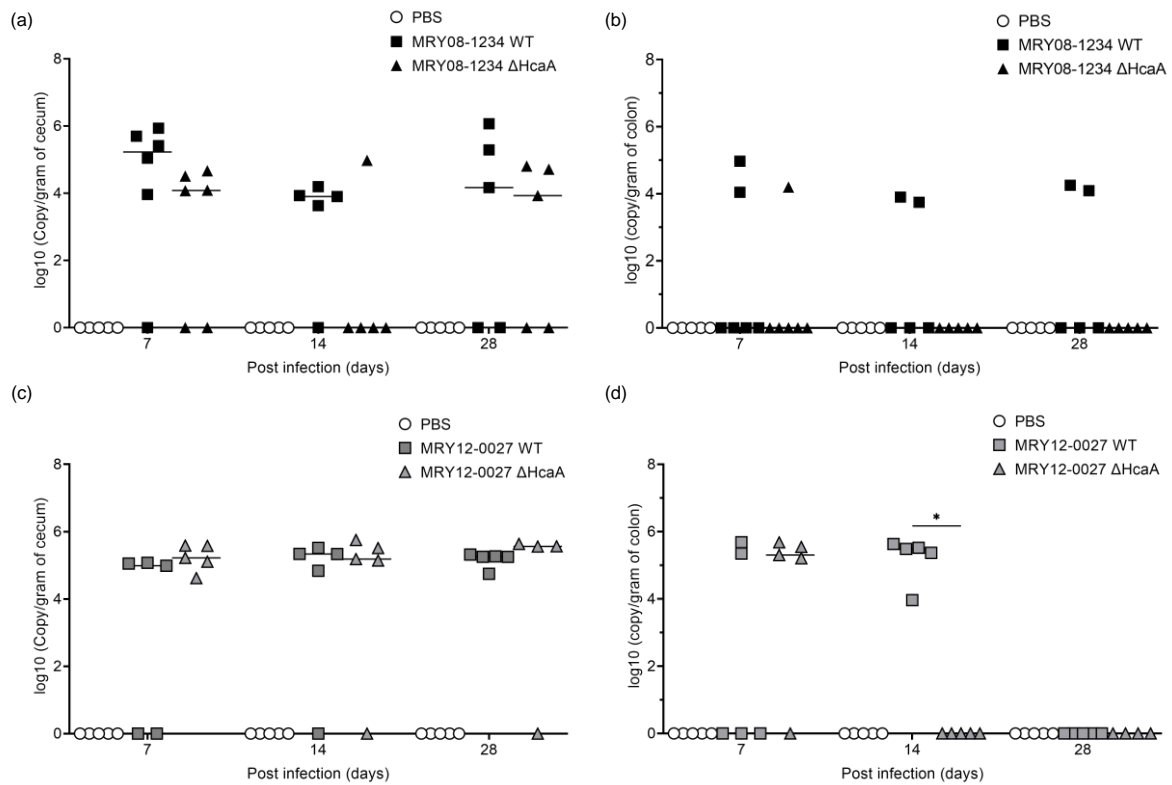 (a)
PBS
MRY08-1234 WT
MRY08-1234 ΔHcaA
8
6
4
2
0
log10 (Copy/gram of cecum)
7
14
28
Post infection (days)
(b)
PBS
MRY08-1234 WT
MRY08-1234 ΔHcaA
8
6
4
2
0
log10 (copy/gram of colon)
7
14
28
Post infection (days)
(c)
PBS
MRY12-0027 WT
MRY12-0027 ΔHcaA
8
6
4
2
0
log10 (Copy/gram of cecum)
7
14
28
Post infection (days)
(d)
PBS
MRY12-0027 WT
MRY12-0027 ΔHcaA
8
6
4
2
0
log10 (copy/gram of colon)
*
7
14
28
Post infection (days)